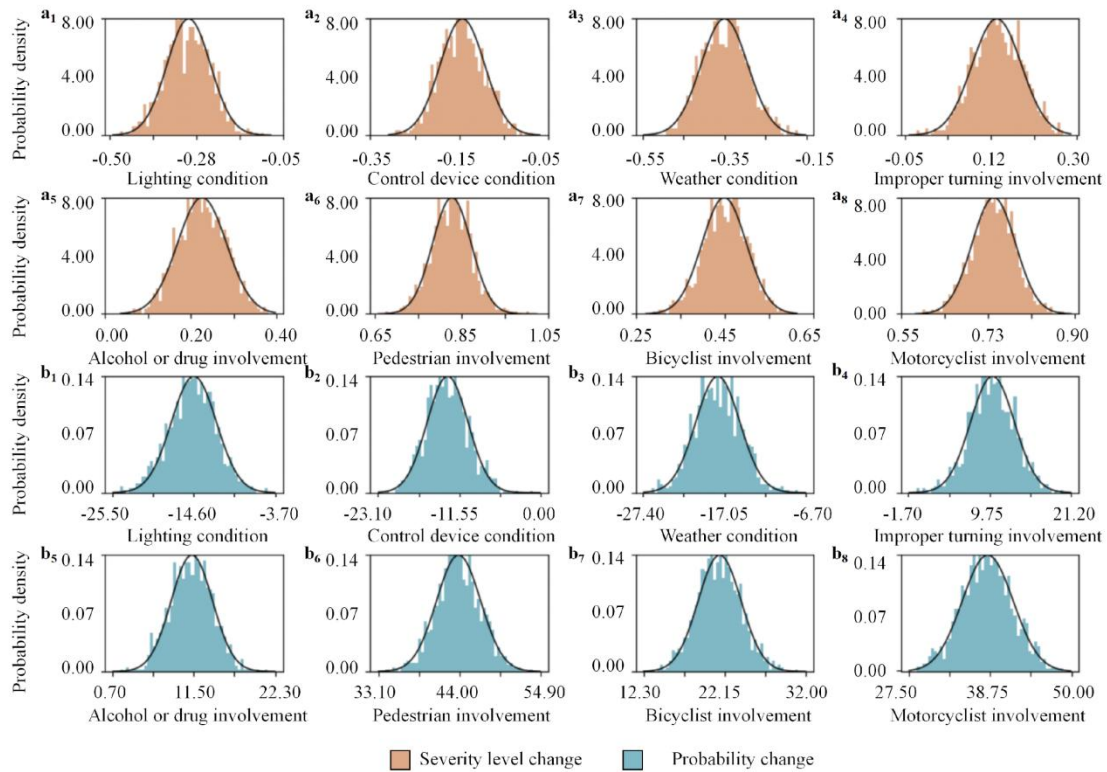 a1 a2 a3 a4
Probability density
8.00 8.00 8.00 8.00
4.00 4.00 4.00 4.00
0.00 0.00 0.00 0.00
-0.50 -0.28 -0.05 -0.35 -0.15 -0.05 -0.55 -0.35 -0.15 -0.05 0.12 0.30
Lighting condition Control device condition Weather condition Improper turning involvement
a5 a6 a7 a8
Probability density
8.00 8.00 8.00 8.00
4.00 4.00 4.00 4.00
0.00 0.00 0.00 0.00
0.00 0.20 0.40 0.65 0.85 1.05 0.25 0.45 0.65 0.55 0.73 0.90
Alcohol or drug involvement Pedestrian involvement Bicyclist involvement Motorcyclist involvement
b1 b2 b3 b4
Probability density
0.14 0.14 0.14 0.14
0.07 0.07 0.07 0.07
0.00 0.00 0.00 0.00
-25.50 -14.60 -3.70 -23.10 -11.55 0.00 -27.40 -17.05 -6.70 -1.70 9.75 21.20
Lighting condition Control device condition Weather condition Improper turning involvement
b5 b6 b7 b8
Probability density
0.14 0.14 0.14 0.14
0.07 0.07 0.07 0.07
0.00 0.00 0.00 0.00
0.70 11.50 22.30 33.10 44.00 54.90 12.30 22.15 32.00 27.50 38.75 50.00
Alcohol or drug involvement Pedestrian involvement Bicyclist involvement Motorcyclist involvement
Severity level change Probability change